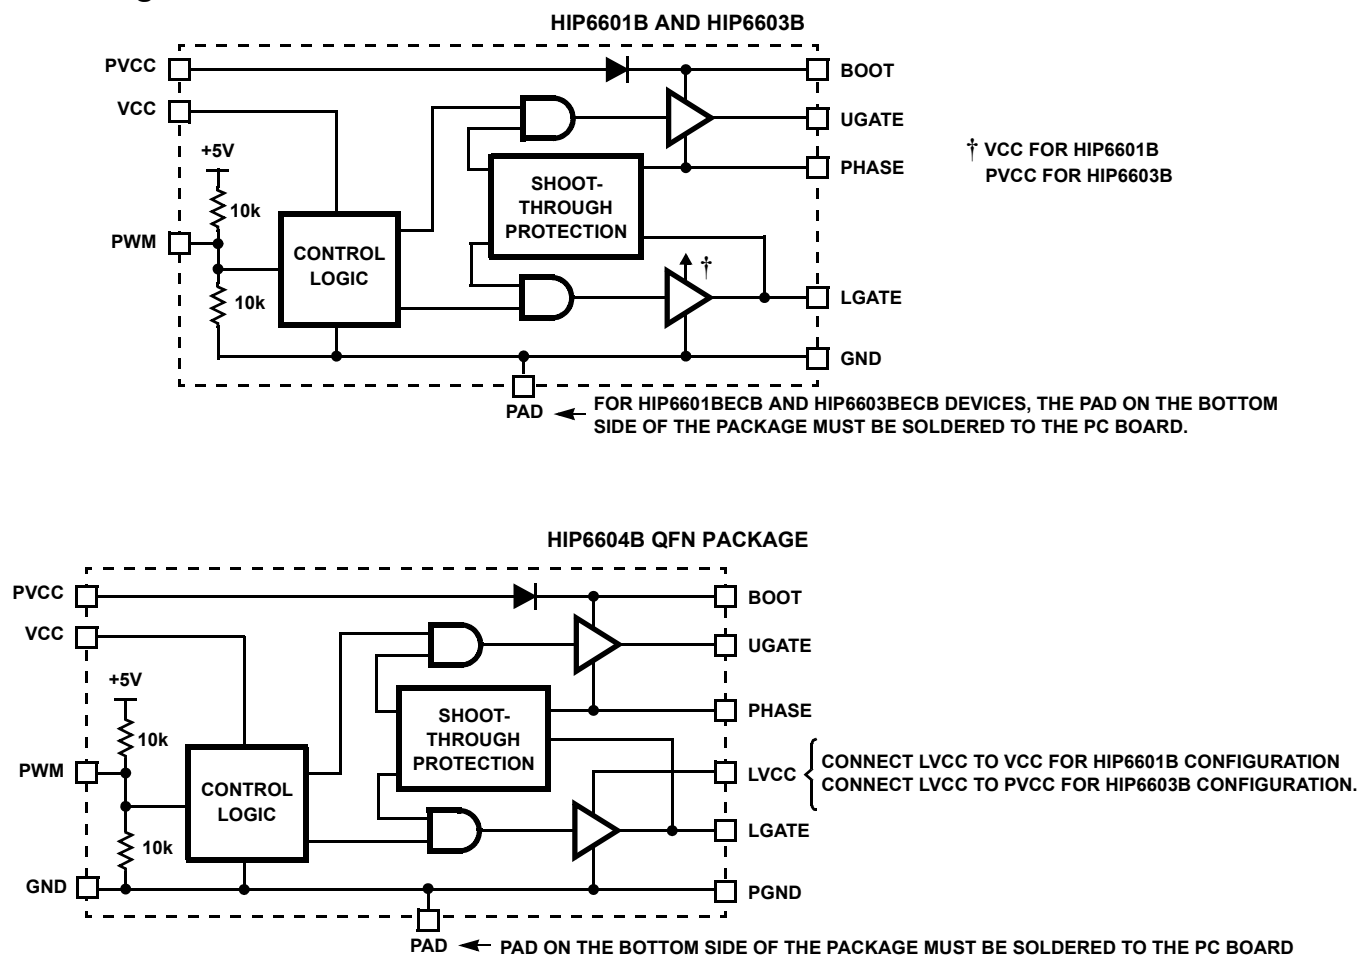 HIP6601B AND HIP6603B
PVCC
BOOT
VCC
UGATE
+5V
† VCC FOR HIP6601B
PVCC FOR HIP6603B
PHASE
SHOOT-
THROUGH
PROTECTION
10k
PWM
CONTROL
LOGIC
†
10k
LGATE
GND
PAD
FOR HIP6601BECB AND HIP6603BECB DEVICES, THE PAD ON THE BOTTOM
SIDE OF THE PACKAGE MUST BE SOLDERED TO THE PC BOARD.
HIP6604B QFN PACKAGE
PVCC
BOOT
VCC
UGATE
+5V
PHASE
SHOOT-
THROUGH
PROTECTION
10k
PWM
LVCC
CONNECT LVCC TO VCC FOR HIP6601B CONFIGURATION
CONNECT LVCC TO PVCC FOR HIP6603B CONFIGURATION.
CONTROL
LOGIC
10k
LGATE
GND
PGND
PAD
PAD ON THE BOTTOM SIDE OF THE PACKAGE MUST BE SOLDERED TO THE PC BOARD